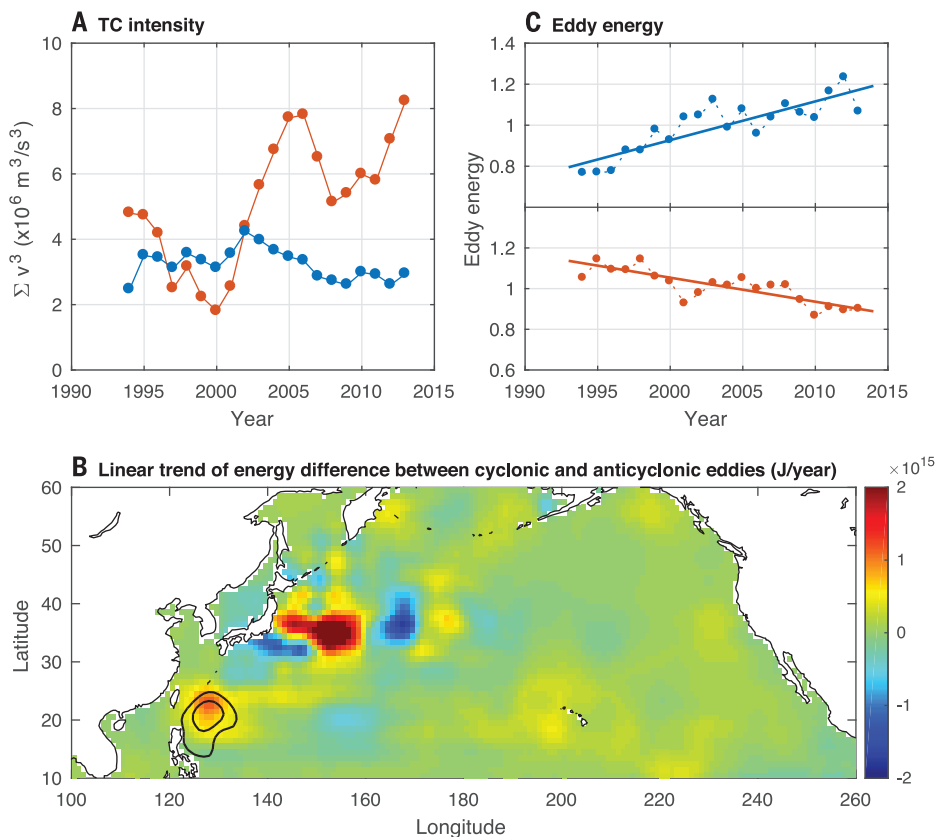 A TC intensity
10
8
6
4
2
0
Σ v³ (x10⁶ m³/s³)
1990 1995 2000 2005 2010 2015
Year
C Eddy energy
1.4
1.2
1
0.8
1.2
1
0.8
0.6
Eddy energy
1990 1995 2000 2005 2010 2015
Year
B Linear trend of energy difference between cyclonic and anticyclonic eddies (J/year)
×10¹⁵
60
50
40
30
20
10
Latitude
100 120 140 160 180 200 220 240 260
Longitude
2
1
0
-1
-2